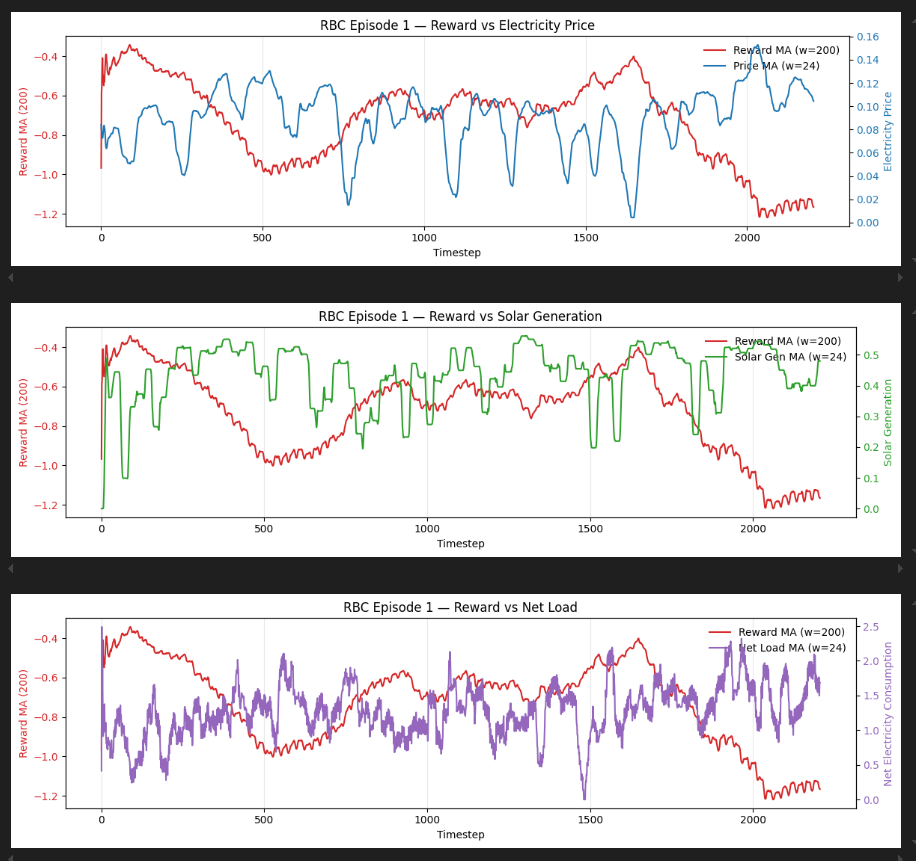 RBC Episode 1 — Reward vs Electricity Price
Reward MA (200)
−0.4
−0.6
−0.8
−1.0
−1.2
Reward MA (w=200)
Price MA (w=24)
0.16
0.14
0.12
0.10
0.08
0.06
0.04
0.02
0.00
Electricity Price
0 500 1000 1500 2000
Timestep
RBC Episode 1 — Reward vs Solar Generation
Reward MA (200)
−0.4
−0.6
−0.8
−1.0
−1.2
Reward MA (w=200)
Solar Gen MA (w=24)
0.5
0.4
0.3
0.2
0.1
0.0
Solar Generation
0 500 1000 1500 2000
Timestep
RBC Episode 1 — Reward vs Net Load
Reward MA (200)
−0.4
−0.6
−0.8
−1.0
−1.2
Reward MA (w=200)
Net Load MA (w=24)
2.5
2.0
1.5
1.0
0.5
0.0
Net Electricity Consumption
0 500 1000 1500 2000
Timestep